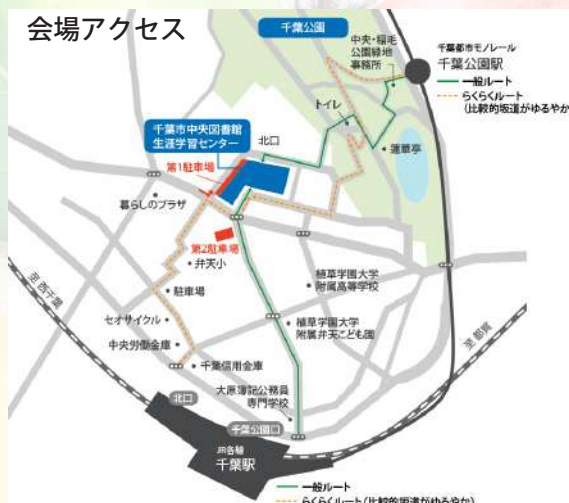 会場アクセス
千葉公園
中央・稲毛
公園緑地
事務所
千葉都市モノレール
千葉公園駅
一般ルート
らくらくルート
(比較的坂道がゆるやか)
トイレ
蓮華亭
千葉市中央図書館
生涯学習センター
北口
第1駐車場
暮らしのプラザ
第2駐車場
弁天小
植草学園大学
附属高等学校
駐車場
至西千葉
セオサイクル
植草学園大学
附属弁天こども園
至都賀
中央労働金庫
千葉信用金庫
大原簿記公務員
専門学校
北口
千葉公園口
JR各線
千葉駅
一般ルート
らくらくルート(比較的坂道がゆるやか)